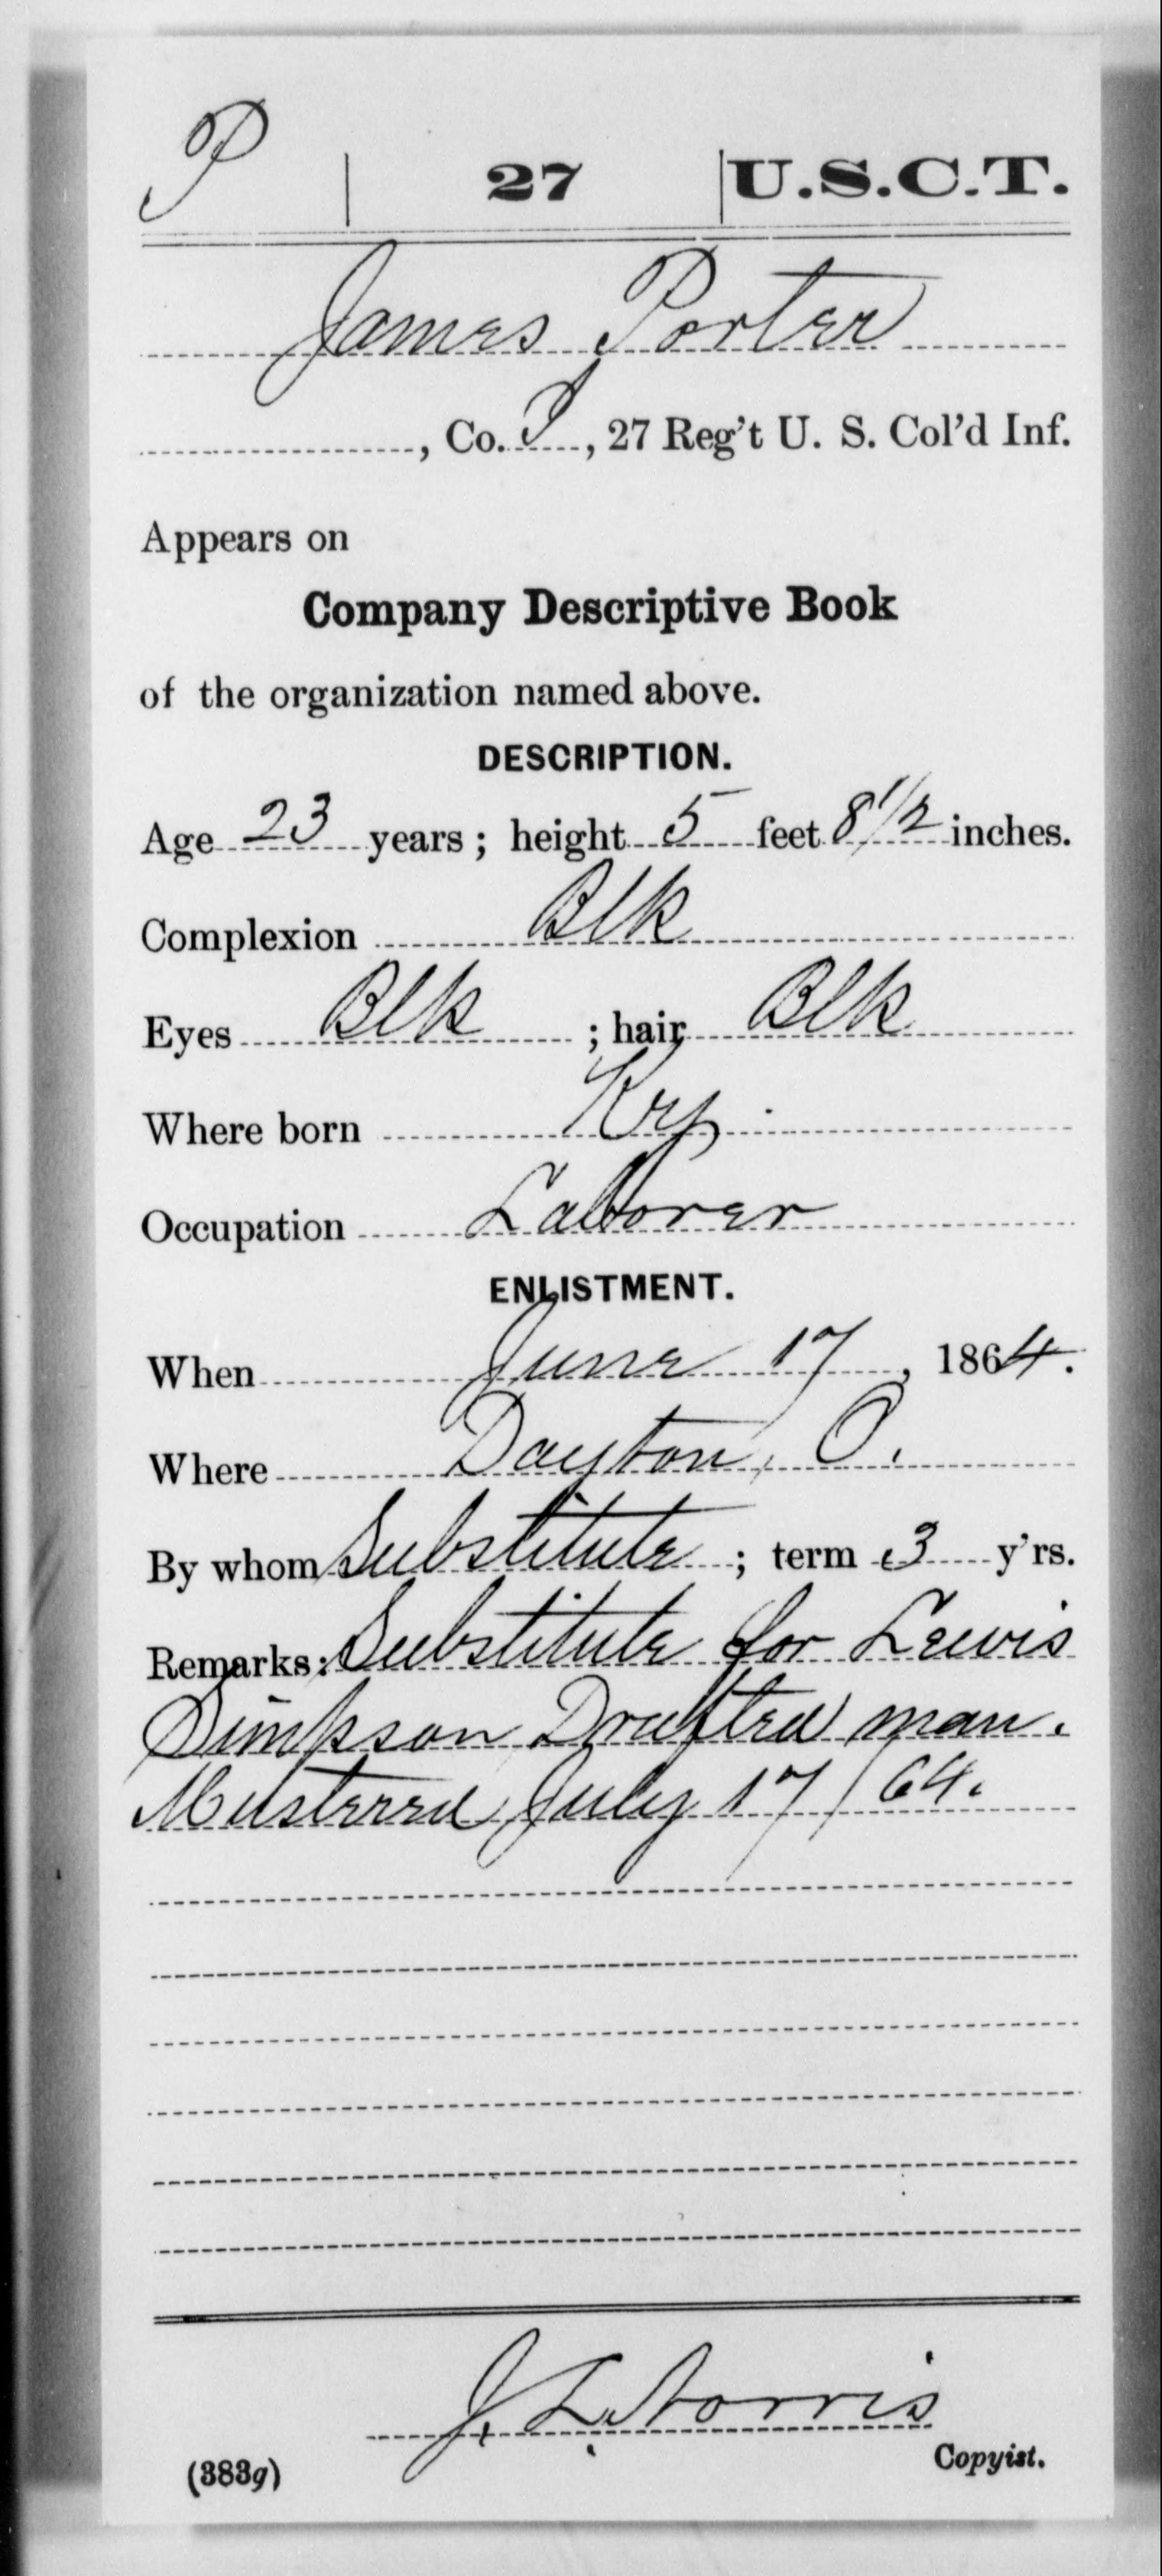 P | 27 | U.S.C.T.
James Porter
, Co. I, 27 Reg't U. S. Col'd Inf.
Appears on
Company Descriptive Book
of the organization named above.
DESCRIPTION.
Age 23 years; height 5 feet 8 1/2 inches.
Complexion Blk
Eyes Blk ; hair Blk
Where born Ky.
Occupation Laborer
ENLISTMENT.
When June 17, 1864.
Where Dayton, O.
By whom Substitute; term 3 y'rs.
Remarks: Substitute for Lewis
Simpson Drafted man.
Mustered July 17/64.
J. L. Norris
(383g) Copyist.